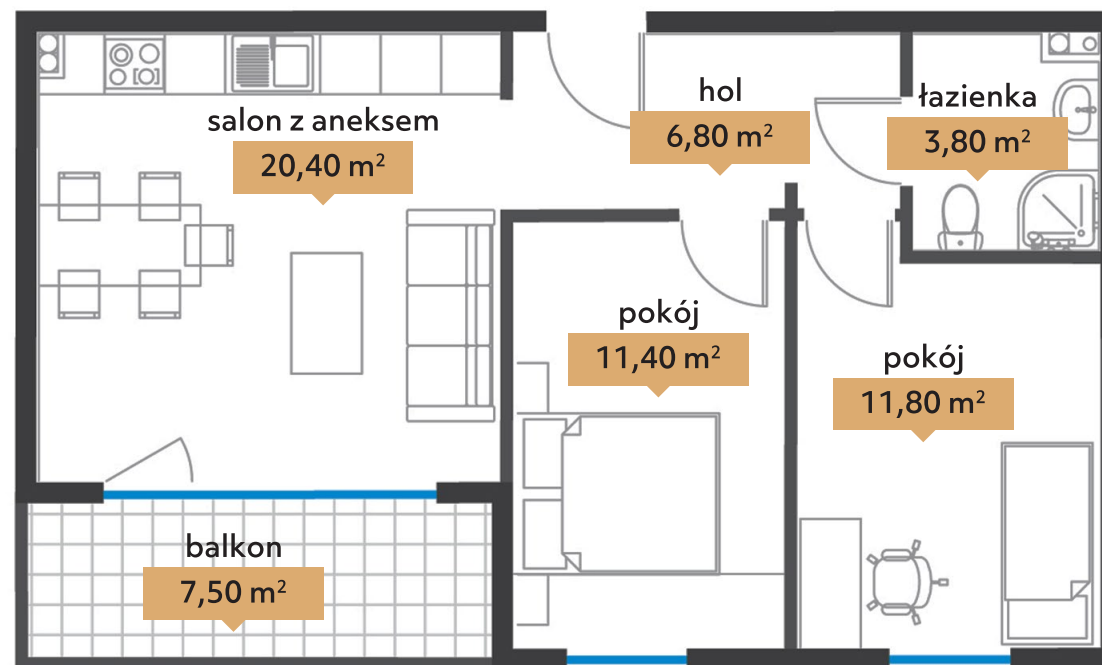 hol
6,80 m²
łazienka
3,80 m²
salon z aneksem
20,40 m²
pokój
11,40 m²
pokój
11,80 m²
balkon
7,50 m²